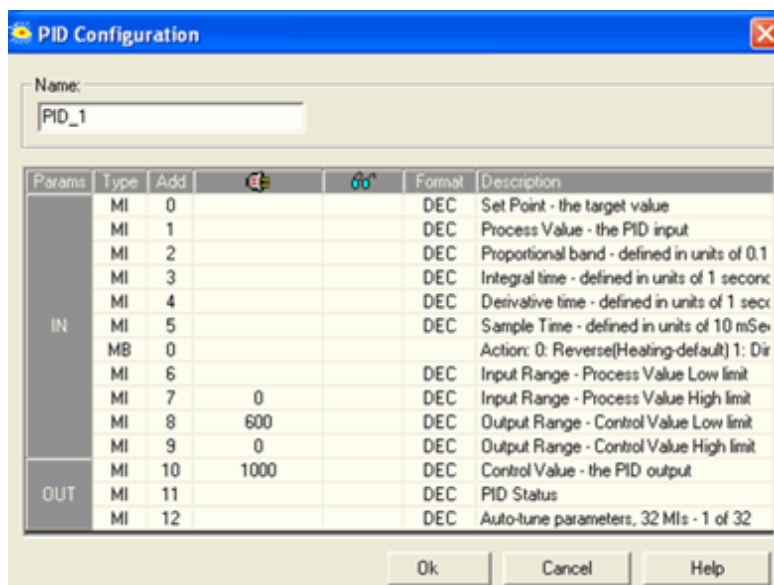 PID Configuration
Name:
PID_1
Params Type Add Format Description
IN
MI 0 DEC Set Point - the target value
MI 1 DEC Process Value - the PID input
MI 2 DEC Proportional band - defined in units of 0.1
MI 3 DEC Integral time - defined in units of 1 second
MI 4 DEC Derivative time - defined in units of 1 seco
MI 5 DEC Sample Time - defined in units of 10 mSe
MB 0 Action: 0: Reverse(Heating-default) 1: Dir
MI 6 DEC Input Range - Process Value Low limit
MI 7 0 DEC Input Range - Process Value High limit
MI 8 600 DEC Output Range - Control Value Low limit
MI 9 0 DEC Output Range - Control Value High limit
OUT
MI 10 1000 DEC Control Value - the PID output
MI 11 DEC PID Status
MI 12 DEC Auto-tune parameters, 32 MIs - 1 of 32
Ok Cancel Help